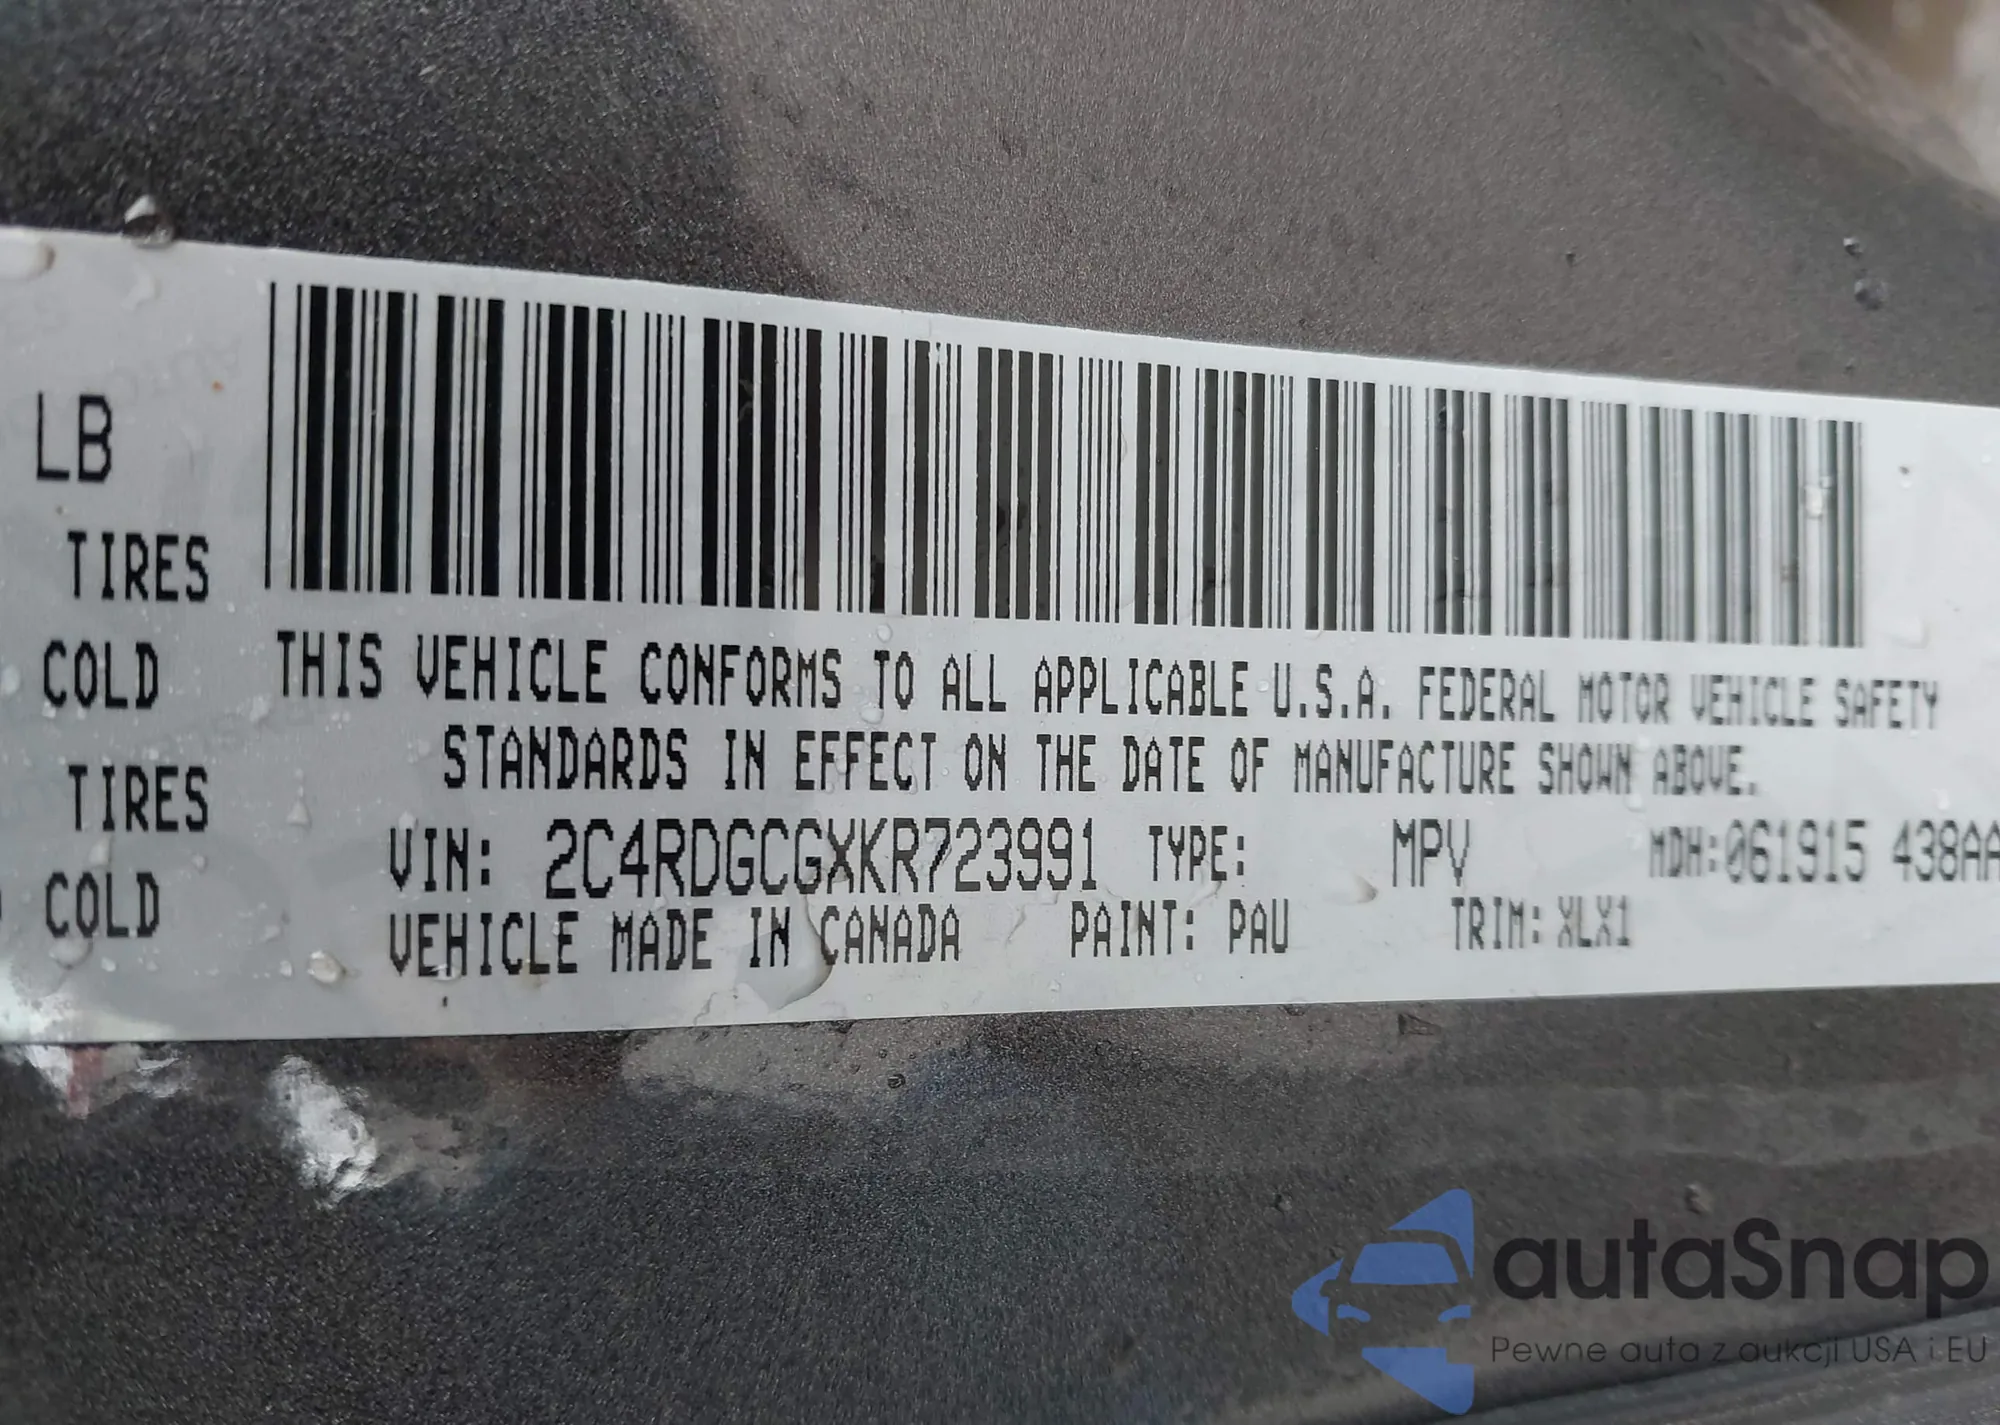 LB
TIRES
COLD
TIRES
COLD
THIS VEHICLE CONFORMS TO ALL APPLICABLE U.S.A. FEDERAL MOTOR VEHICLE SAFETY
STANDARDS IN EFFECT ON THE DATE OF MANUFACTURE SHOWN ABOVE.
VIN: 2C4RDGCGXKR723991 TYPE: MPV MDH:061915 438AA
VEHICLE MADE IN CANADA PAINT: PAU TRIM: XLX1
autaSnap
Pewne auta z aukcji USA i EU